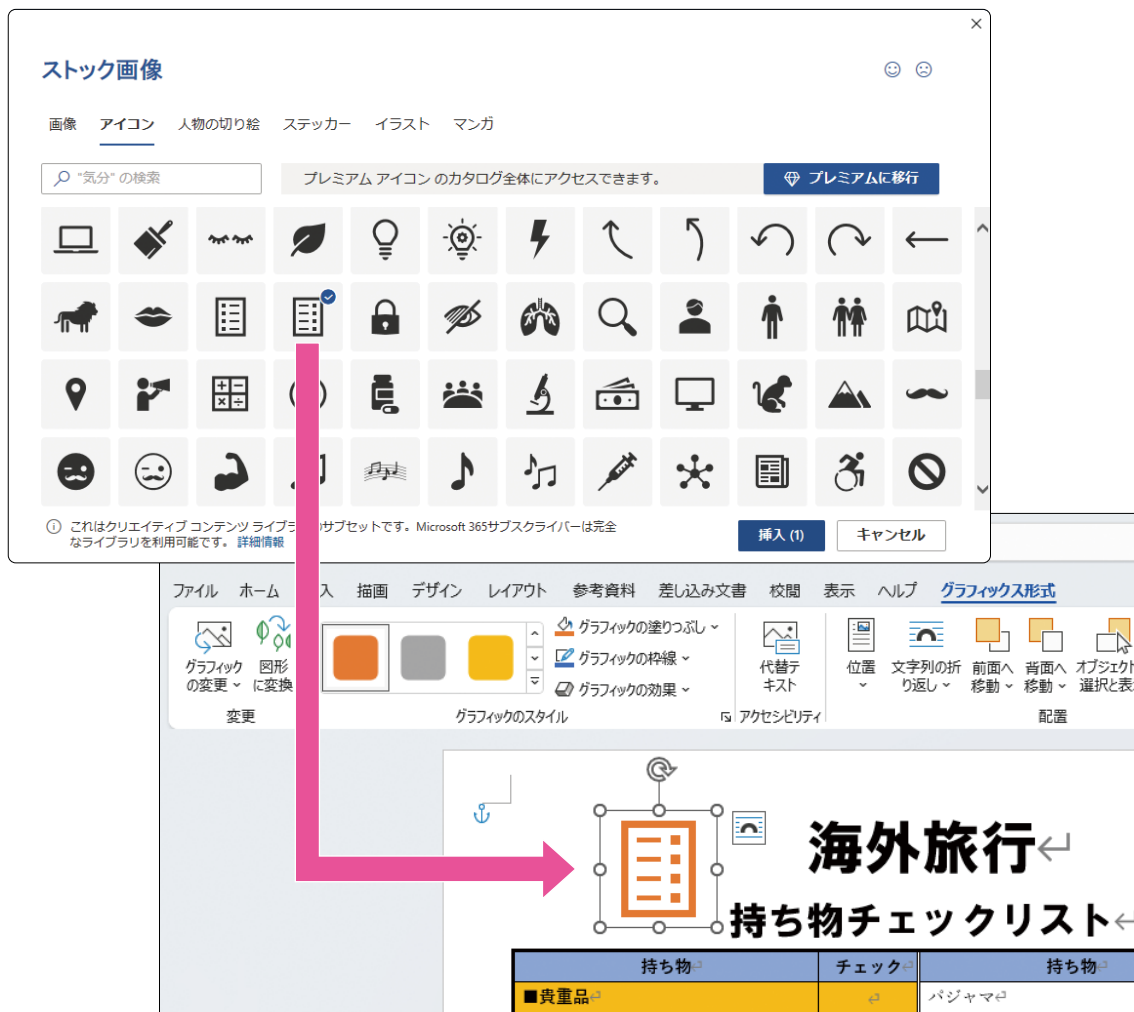 ストック画像
画像 アイコン 人物の切り絵 ステッカー イラスト マンガ
"気分" の検索
プレミアム アイコン のカタログ全体にアクセスできます。
プレミアムに移行
これはクリエイティブ コンテンツ ライブ のサブセットです。Microsoft 365サブスクライバーは完全
なライブラリを利用可能です。 詳細情報
挿入 (1)
キャンセル
ファイル ホーム 入 描画 デザイン レイアウト 参考資料 差し込み文書 校閲 表示 ヘルプ グラフィックス形式
グラフィック
の変更
図形
に変換
変更
グラフィックの塗りつぶし
グラフィックの枠線
グラフィックの効果
グラフィックのスタイル
代替テ
キスト
アクセシビリティ
位置
文字列の折
り返し
前面へ
移動
背面へ
移動
オブジェクト
選択と表
配置
海外旅行
持ち物チェックリスト
持ち物 チェック 持ち物
■貴重品 パジャマ